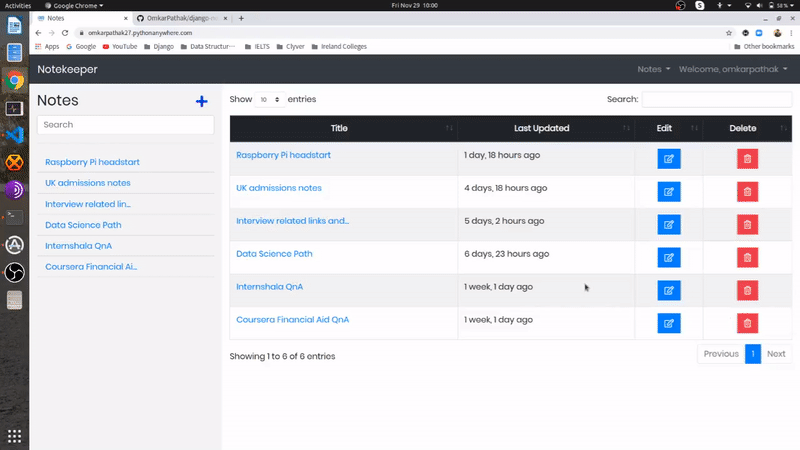 Activities Google Chrome Fri Nov 29 10:00 58 %
Notes OmkarPathak/django-no
omkarpathak27.pythonanywhere.com
Apps Google YouTube Django Data Structur… IELTS Clyver Ireland Colleges Other bookmarks
Notekeeper Notes Welcome, omkarpathak
Notes
Search
Raspberry Pi headstart
UK admissions notes
Interview related lin...
Data Science Path
Internshala QnA
Coursera Financial Ai...
Show 10 entries Search:
Title Last Updated Edit Delete
Raspberry Pi headstart 1 day, 18 hours ago
UK admissions notes 4 days, 18 hours ago
Interview related links and... 5 days, 2 hours ago
Data Science Path 6 days, 23 hours ago
Internshala QnA 1 week, 1 day ago
Coursera Financial Aid QnA 1 week, 1 day ago
Showing 1 to 6 of 6 entries Previous 1 Next